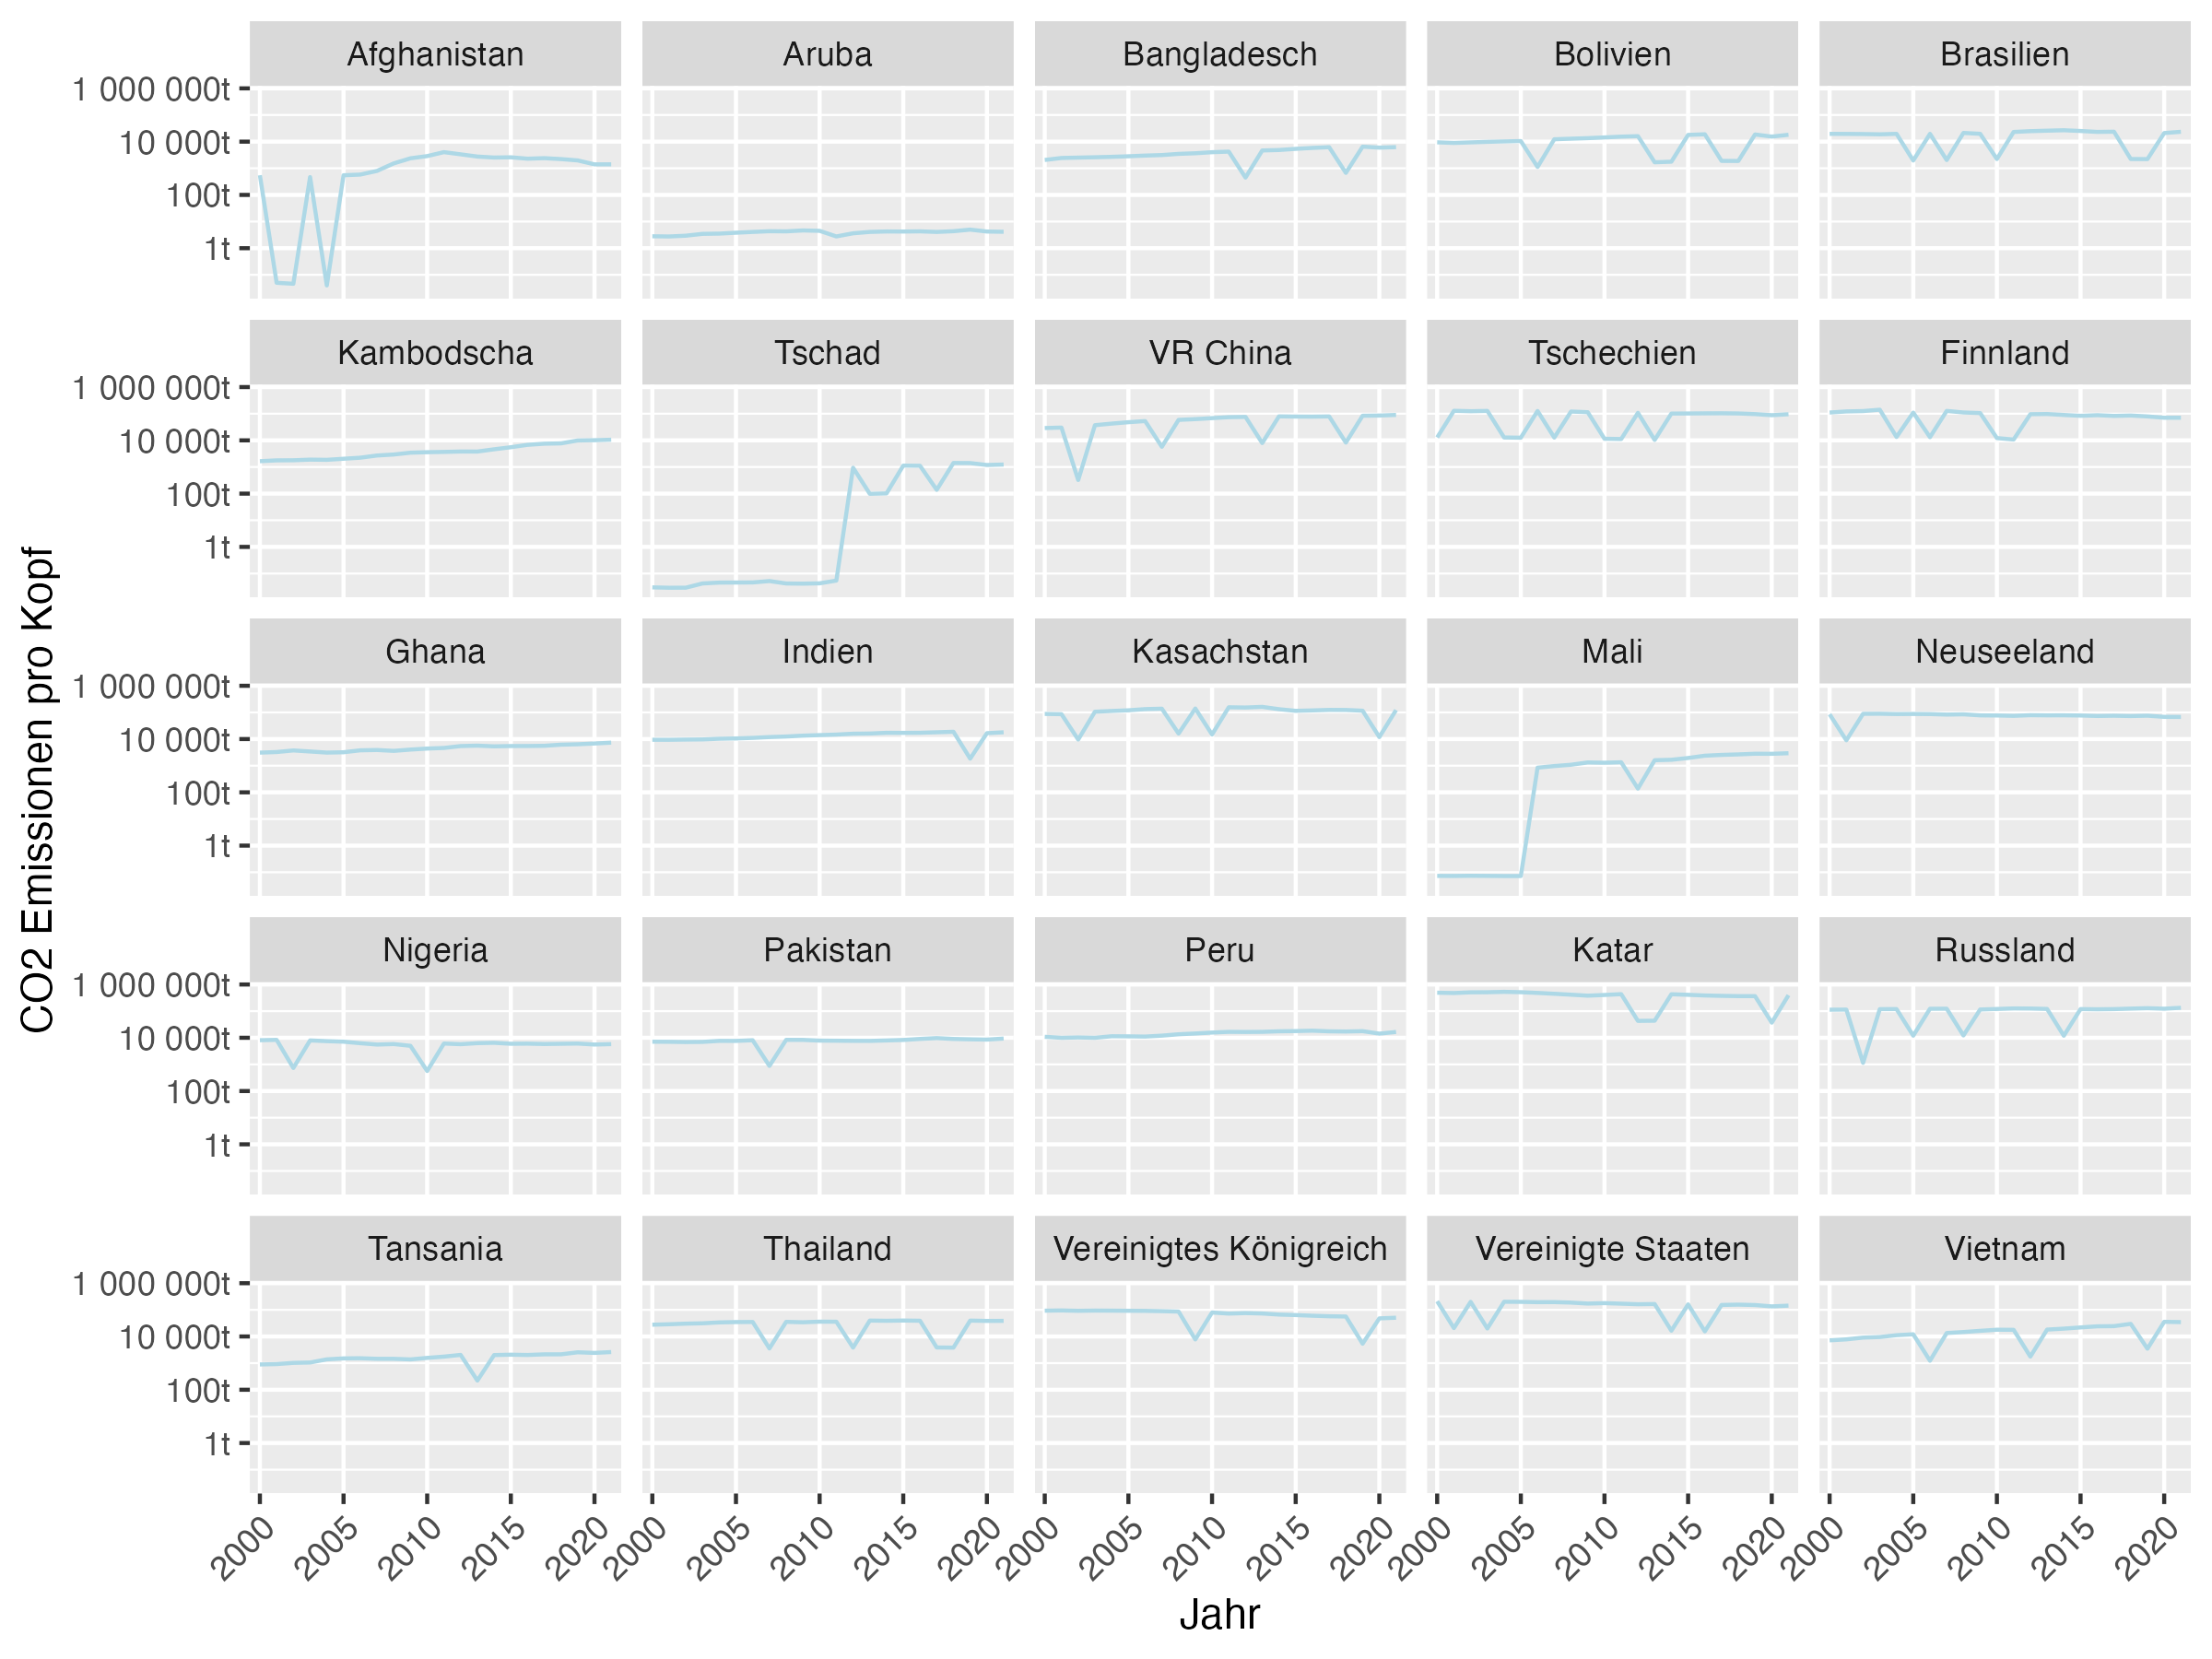 Afghanistan Aruba Bangladesch Bolivien Brasilien
1 000 000t
10 000t
100t
1t
Kambodscha Tschad VR China Tschechien Finnland
1 000 000t
10 000t
100t
1t
Ghana Indien Kasachstan Mali Neuseeland
1 000 000t
10 000t
100t
1t
Nigeria Pakistan Peru Katar Russland
1 000 000t
10 000t
100t
1t
Tansania Thailand Vereinigtes Königreich Vereinigte Staaten Vietnam
1 000 000t
10 000t
100t
1t
2000 2005 2010 2015 2020 2000 2005 2010 2015 2020 2000 2005 2010 2015 2020 2000 2005 2010 2015 2020 2000 2005 2010 2015 2020
Jahr
CO2 Emissionen pro Kopf